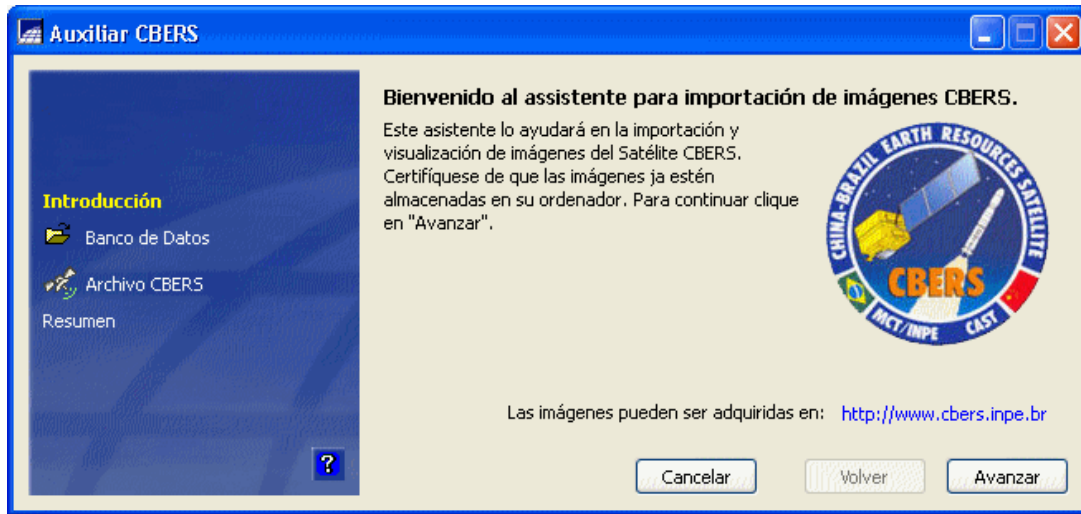 Auxiliar CBERS
Introducción
Banco de Datos
Archivo CBERS
Resumen
?
Bienvenido al assistente para importación de imágenes CBERS.
Este asistente lo ayudará en la importación y
visualización de imágenes del Satélite CBERS.
Certifíquese de que las imágenes ja estén
almacenadas en su ordenador. Para continuar clique
en "Avanzar".
CHINA-BRAZIL EARTH RESOURCES SATELLITE
CBERS
MCT/INPE CAST
Las imágenes pueden ser adquiridas en: http://www.cbers.inpe.br
Cancelar Volver Avanzar